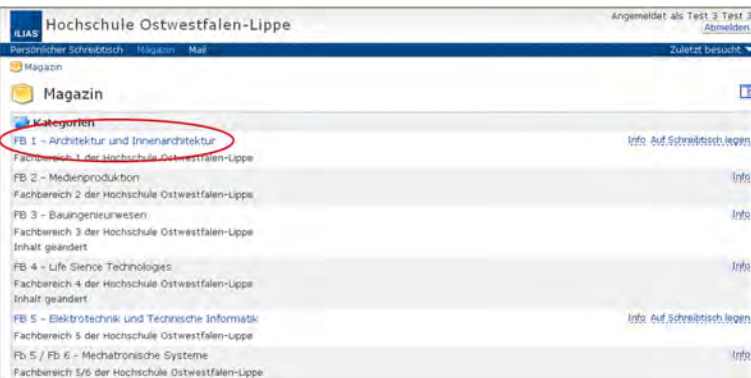 ILIAS Hochschule Ostwestfalen-Lippe
Angemeldet als Test 3 Test 3
Abmelden
Persönlicher Schreibtisch Magazin Mail Zuletzt besucht
Magazin
Magazin
Kategorien
FB 1 - Architektur und Innenarchitektur Info Auf Schreibtisch legen
Fachbereich 1 der Hochschule Ostwestfalen-Lippe
FB 2 - Medienproduktion Info
Fachbereich 2 der Hochschule Ostwestfalen-Lippe
FB 3 - Bauingenieurwesen Info
Fachbereich 3 der Hochschule Ostwestfalen-Lippe
Inhalt geändert
FB 4 - Life Sience Technologies Info
Fachbereich 4 der Hochschule Ostwestfalen-Lippe
Inhalt geändert
FB 5 - Elektrotechnik und Technische Informatik Info Auf Schreibtisch legen
Fachbereich 5 der Hochschule Ostwestfalen-Lippe
Fb 5 / Fb 6 - Mechatronische Systeme Info
Fachbereich 5/6 der Hochschule Ostwestfalen-Lippe